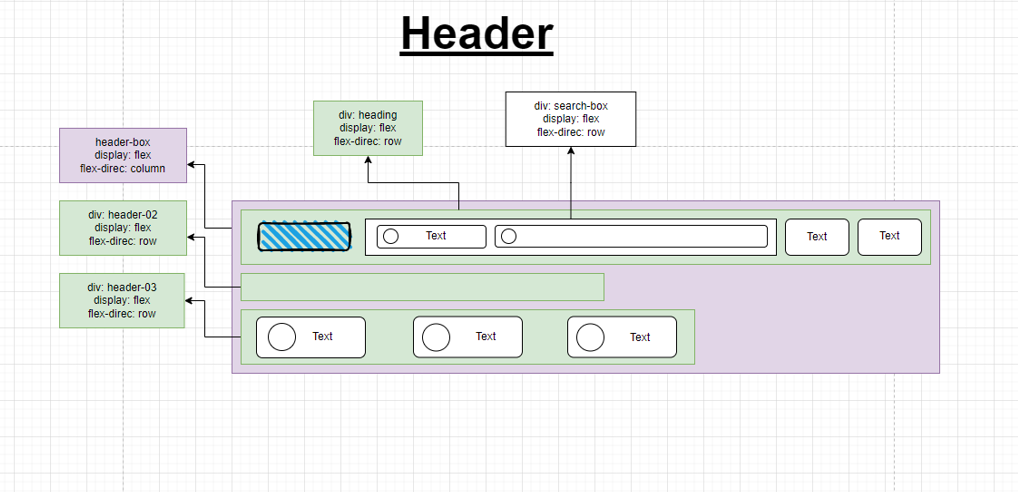 Header
div: heading
display: flex
flex-direc: row
div: search-box
display: flex
flex-direc: row
header-box
display: flex
flex-direc: column
div: header-02
display: flex
flex-direc: row
div: header-03
display: flex
flex-direc: row
Text
Text
Text
Text
Text
Text